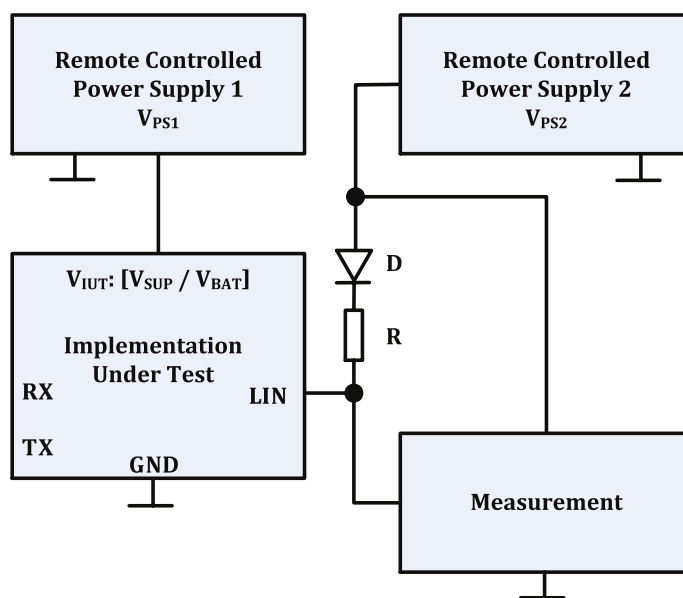 Remote Controlled
Power Supply 1
VPS1
Remote Controlled
Power Supply 2
VPS2
D
R
VIUT: [VSUP / VBAT]
Implementation
Under Test
RX
LIN
TX
GND
Measurement